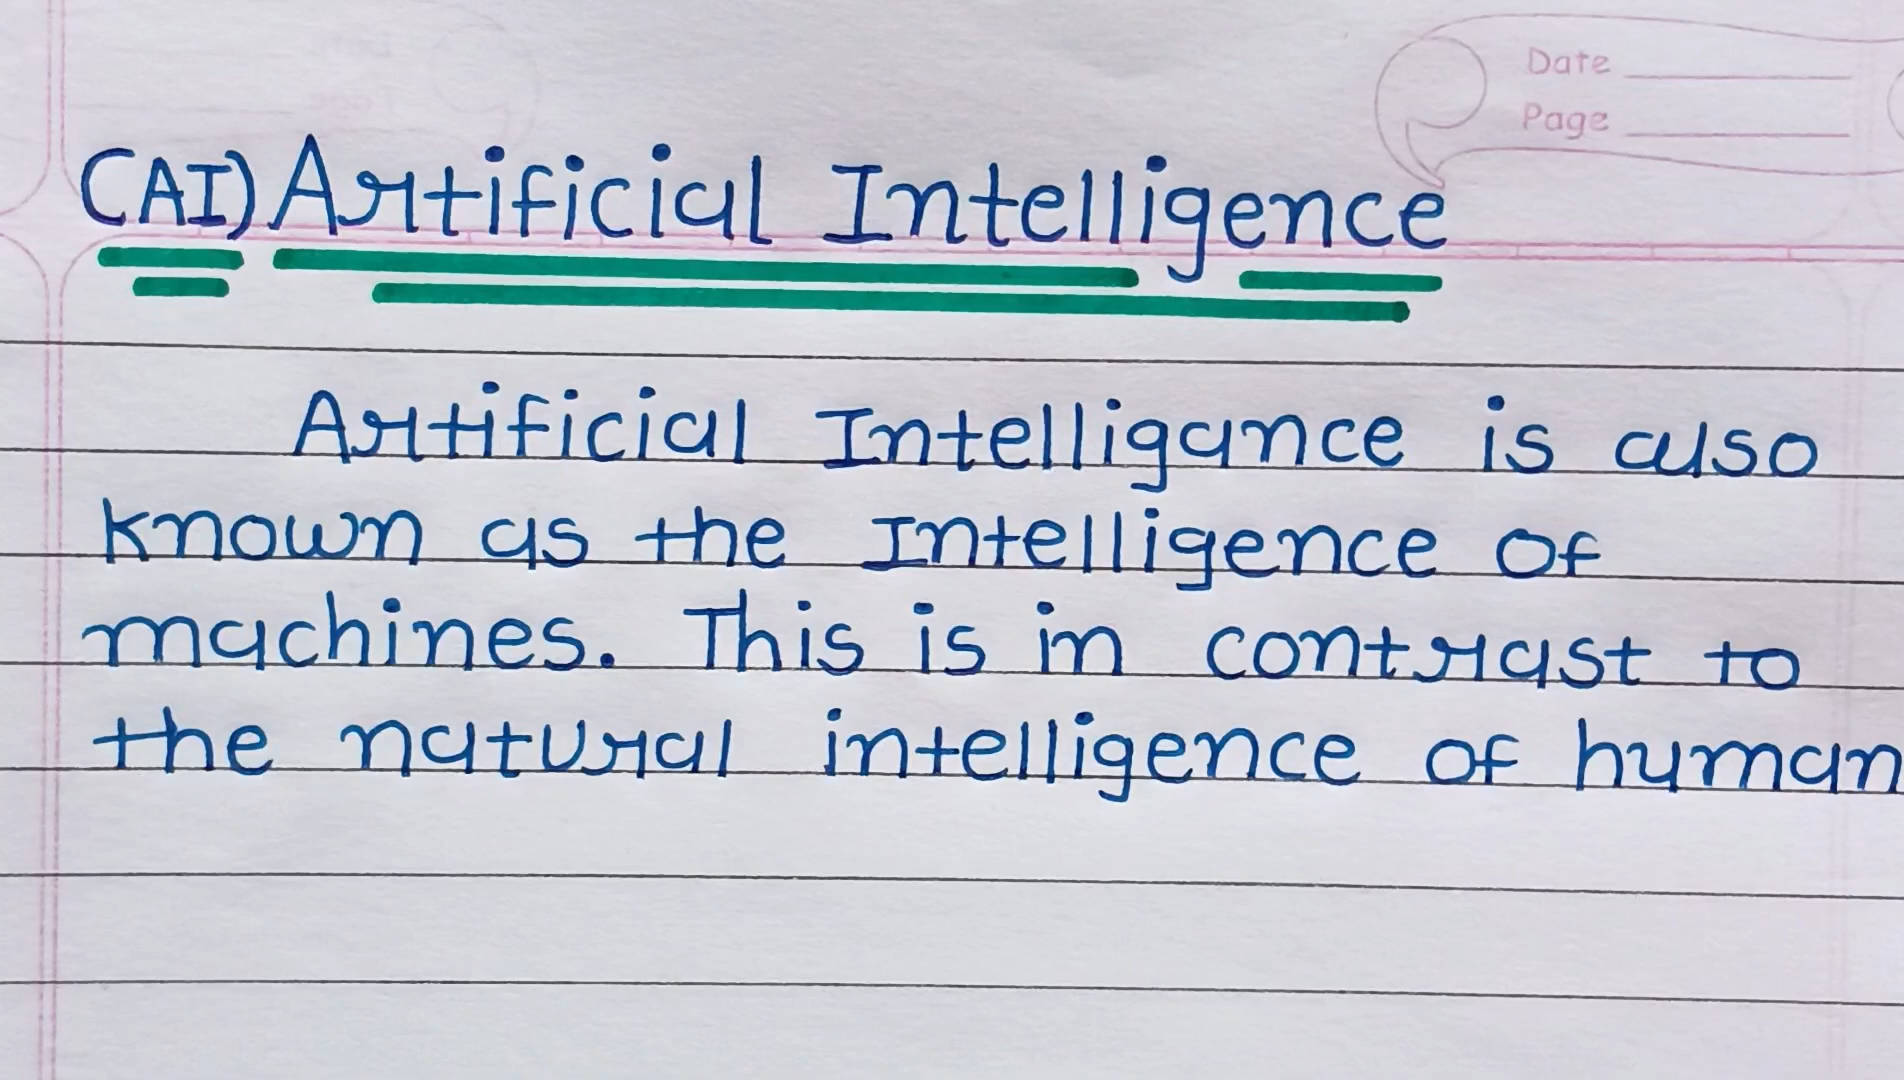 Date
Page
(AI) Artificial Intelligence
Artificial Intelligance is also
known as the Intelligence of
machines. This is in contrast to
the natural intelligence of human